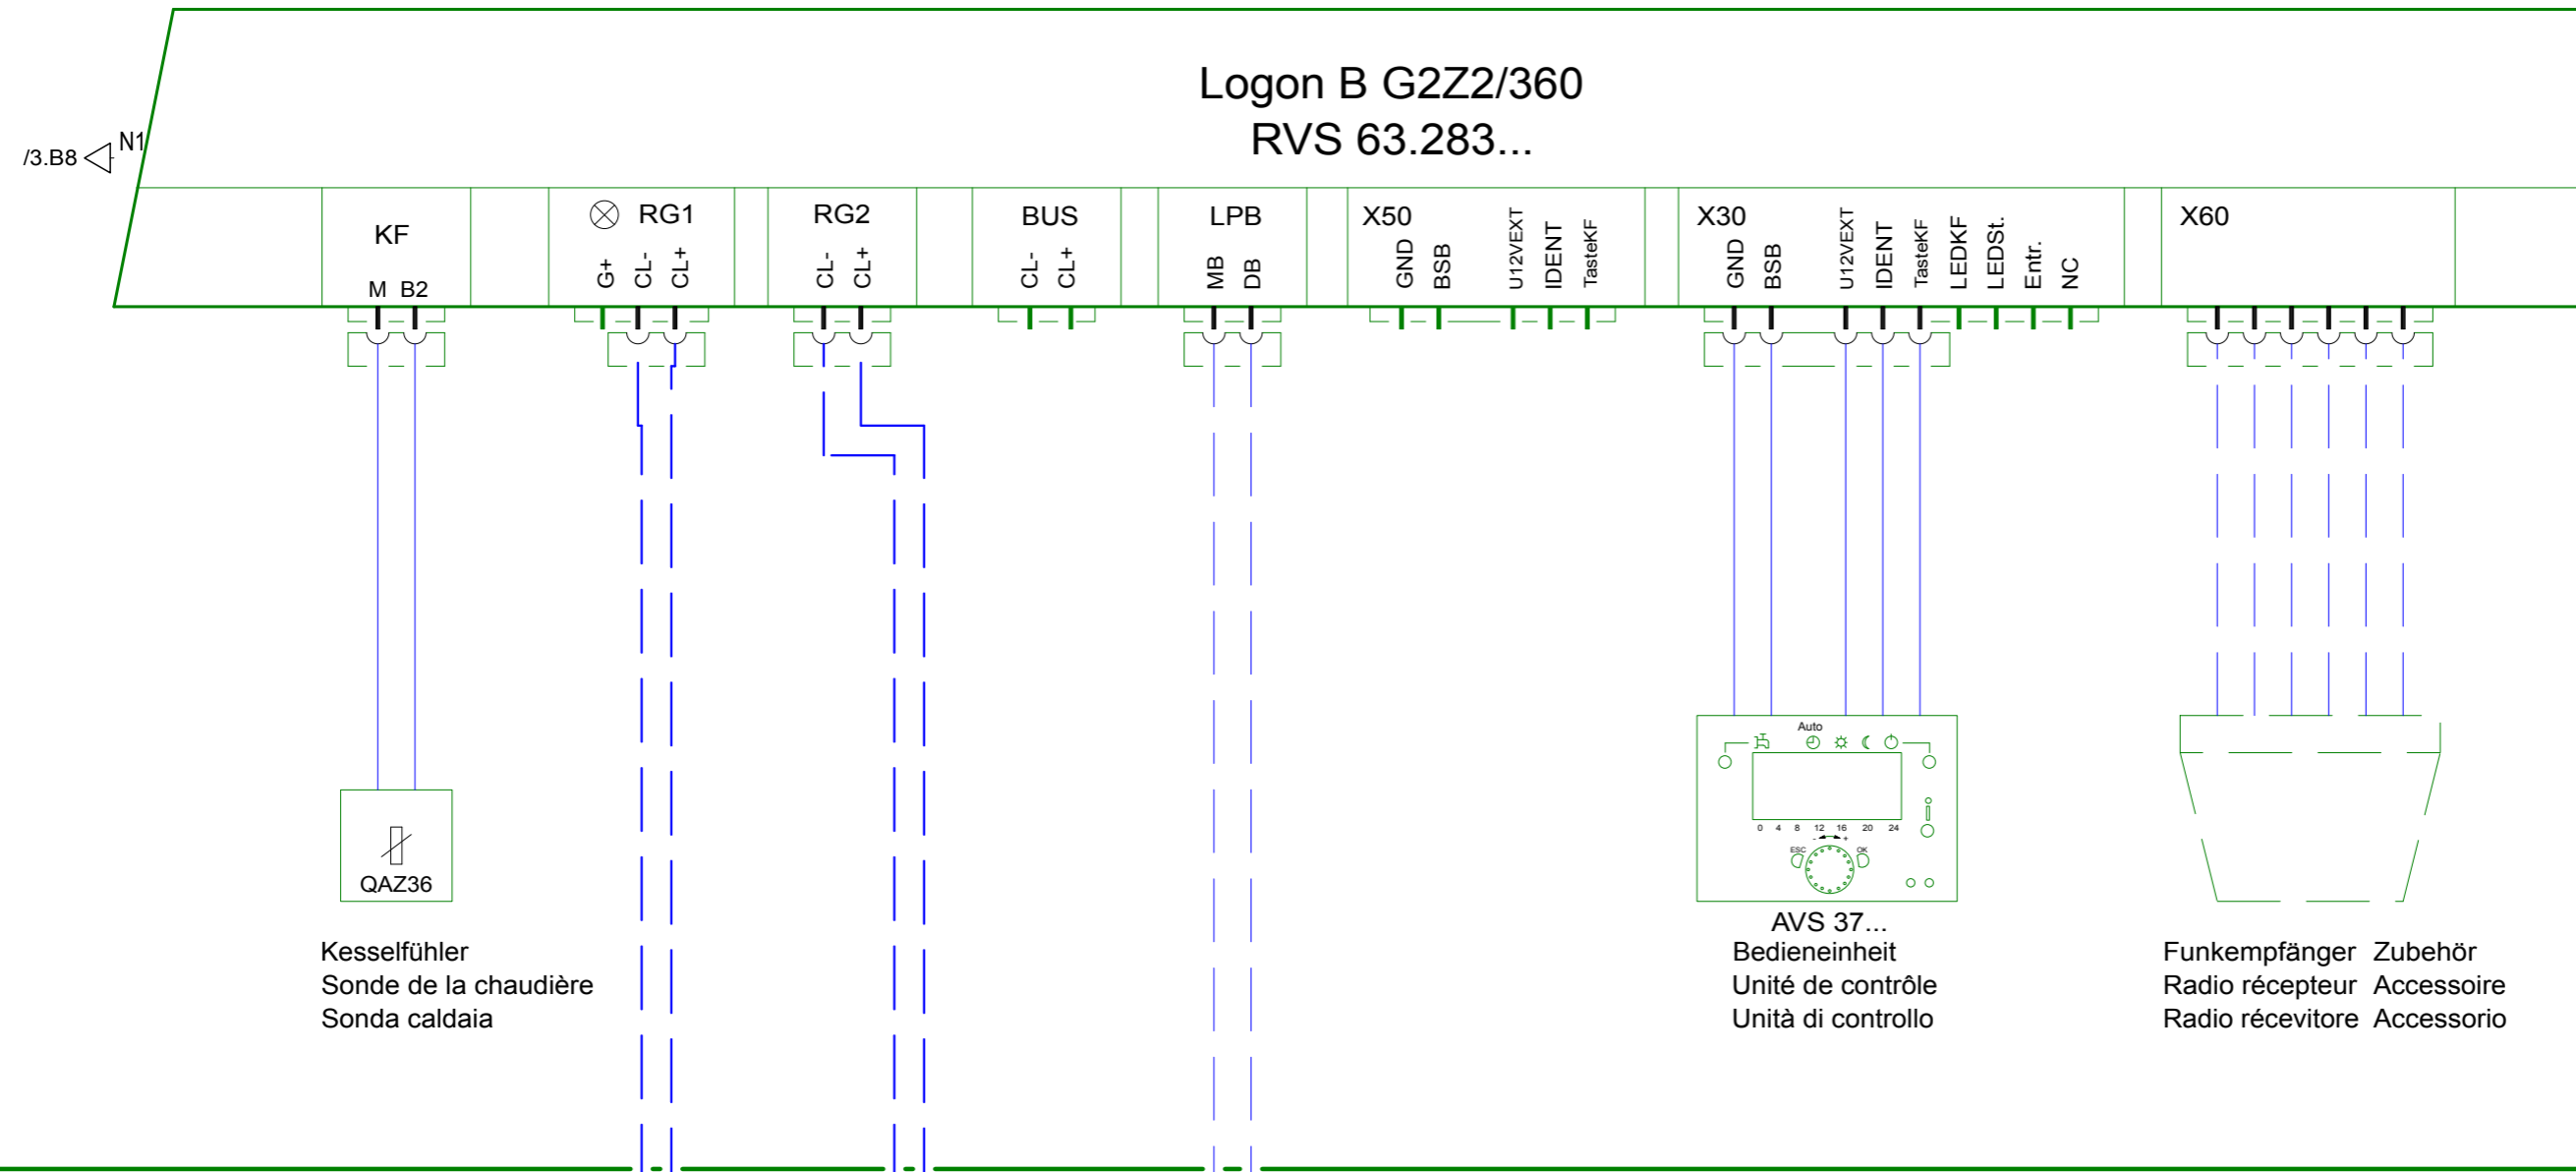 Logon B G2Z2/360
RVS 63.283...
/3.B8 N1
KF
M B2
RG1
G+ CL- CL+
RG2
CL- CL+
BUS
CL- CL+
LPB
MB DB
X50
GND BSB U12VEXT IDENT TasteKF
X30
GND BSB U12VEXT IDENT TasteKF LEDKF LEDSt. Entr. NC
X60
QAZ36
Kesselfühler
Sonde de la chaudière
Sonda caldaia
Auto
0 4 8 12 16 20 24
- +
ESC OK
AVS 37...
Bedieneinheit
Unité de contrôle
Unità di controllo
Funkempfänger Zubehör
Radio récepteur Accessoire
Radio récevitore Accessorio